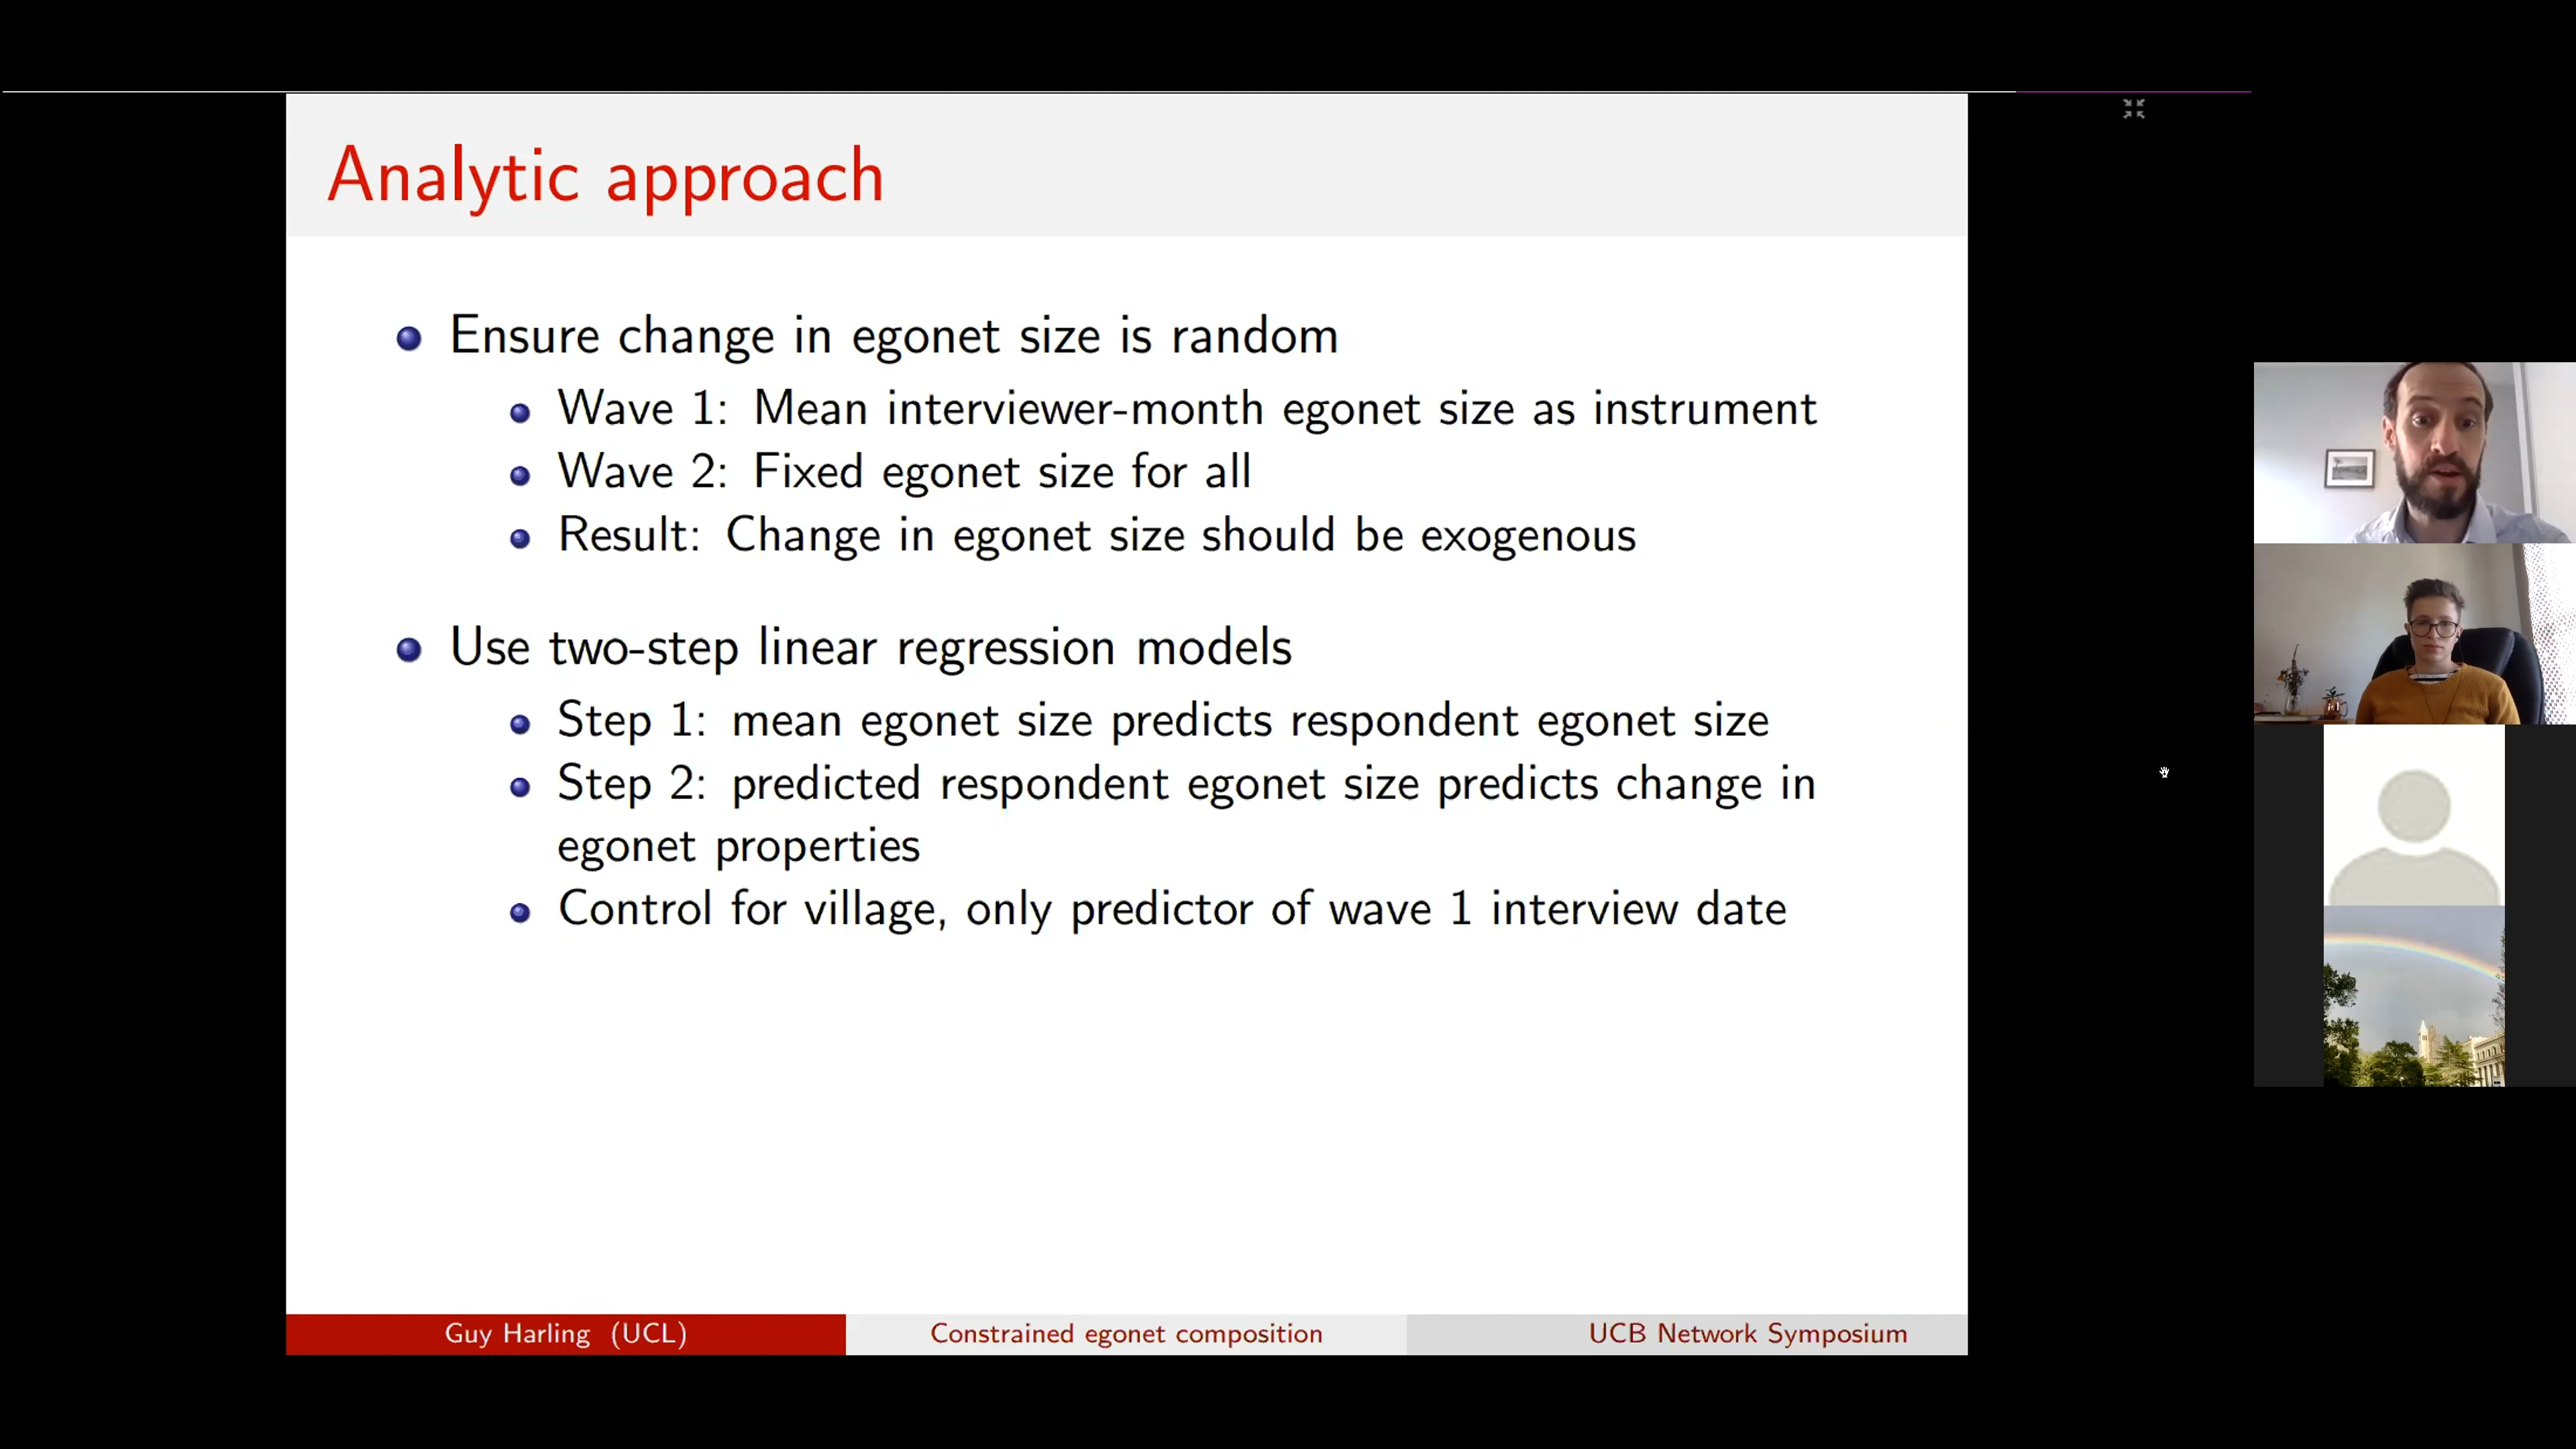 Analytic approach
Ensure change in egonet size is random
Wave 1: Mean interviewer-month egonet size as instrument
Wave 2: Fixed egonet size for all
Result: Change in egonet size should be exogenous
Use two-step linear regression models
Step 1: mean egonet size predicts respondent egonet size
Step 2: predicted respondent egonet size predicts change in
egonet properties
Control for village, only predictor of wave 1 interview date
Guy Harling (UCL)
Constrained egonet composition
UCB Network Symposium